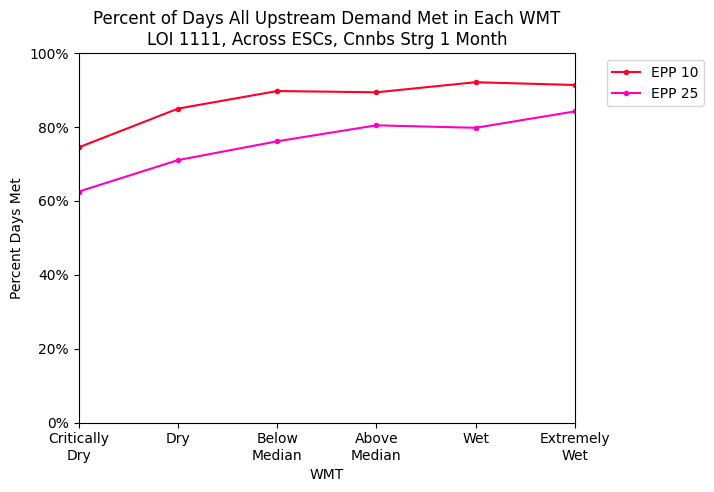 Percent of Days All Upstream Demand Met in Each WMT
LOI 1111, Across ESCs, Cnnbs Strg 1 Month
100%
80%
60%
40%
20%
0%
Percent Days Met
Critically
Dry
Dry
Below
Median
Above
Median
Wet
Extremely
Wet
WMT
EPP 10
EPP 25